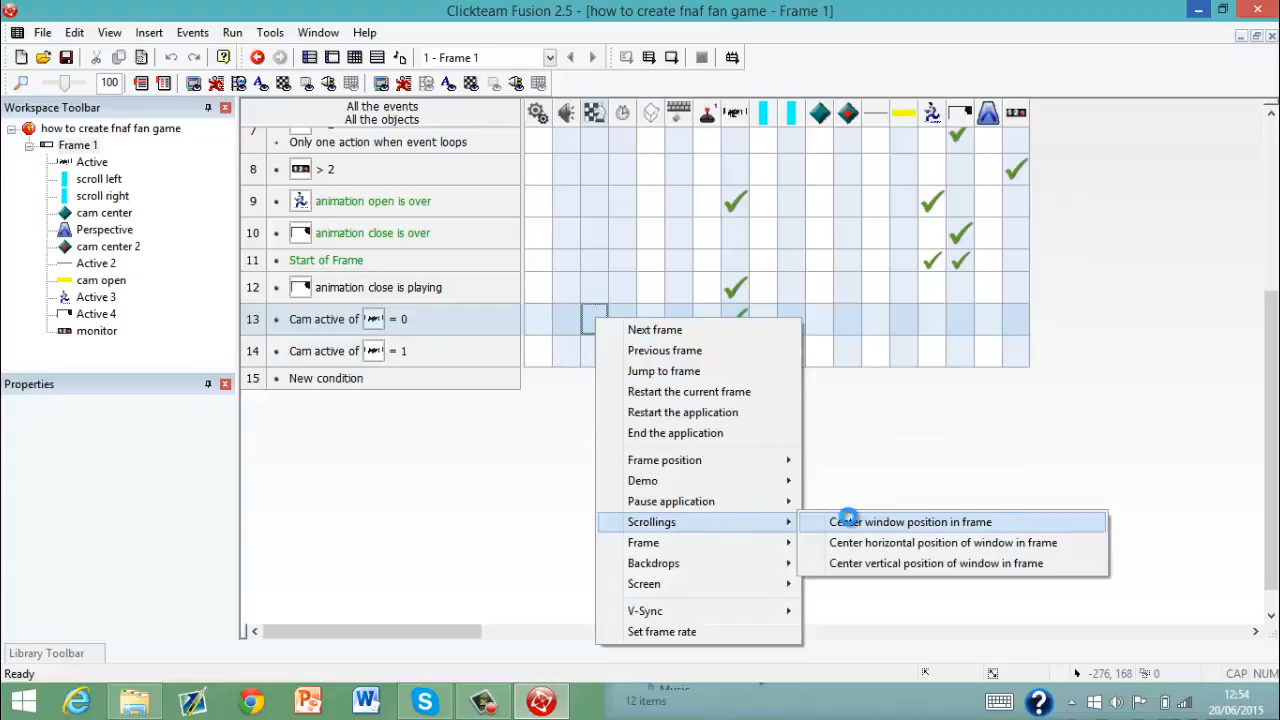 Clickteam Fusion 2.5 - [how to create fnaf fan game - Frame 1]
File Edit View Insert Events Run Tools Window Help
1 - Frame 1
100
Workspace Toolbar
how to create fnaf fan game
Frame 1
Active
scroll left
scroll right
cam center
Perspective
cam center 2
Active 2
cam open
Active 3
Active 4
monitor
Properties
Library Toolbar
All the events
All the objects
7
Only one action when event loops
8 > 2
9 animation open is over
10 animation close is over
11 Start of Frame
12 animation close is playing
13 Cam active of = 0
14 Cam active of = 1
15 New condition
Next frame
Previous frame
Jump to frame
Restart the current frame
Restart the application
End the application
Frame position
Demo
Pause application
Scrollings
Frame
Backdrops
Screen
V-Sync
Set frame rate
Center window position in frame
Center horizontal position of window in frame
Center vertical position of window in frame
Ready
-276, 168
0
CAP NUM
12 items
12:54
20/06/2015